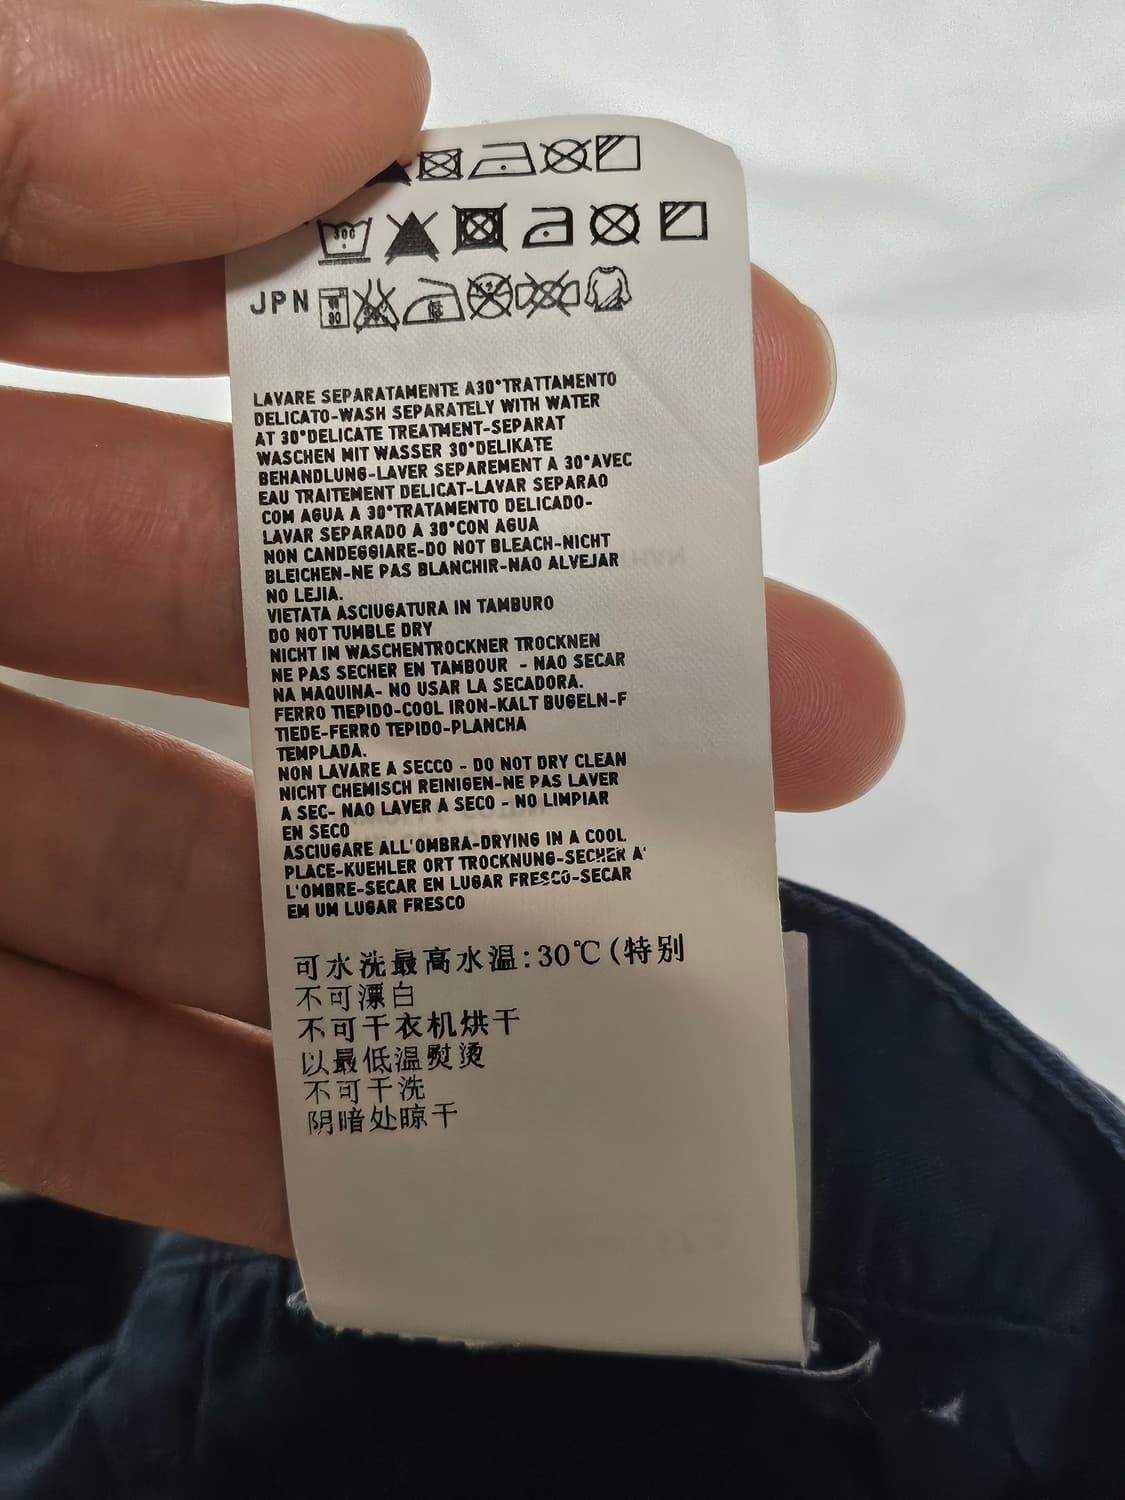 30C
JPN
30
LAVARE SEPARATAMENTE A30°TRATTAMENTO
DELICATO-WASH SEPARATELY WITH WATER
AT 30°DELICATE TREATMENT-SEPARAT
WASCHEN MIT WASSER 30°DELIKATE
BEHANDLUNG-LAVER SEPAREMENT A 30°AVEC
EAU TRAITEMENT DELICAT-LAVAR SEPARAO
COM AGUA A 30°TRATAMENTO DELICADO-
LAVAR SEPARADO A 30°CON AGUA
NON CANDEGGIARE-DO NOT BLEACH-NICHT
BLEICHEN-NE PAS BLANCHIR-NAO ALVEJAR
NO LEJIA.
VIETATA ASCIUGATURA IN TAMBURO
DO NOT TUMBLE DRY
NICHT IM WASCHENTROCKNER TROCKNEN
NE PAS SECHER EN TAMBOUR - NAO SECAR
NA MAQUINA- NO USAR LA SECADORA.
FERRO TIEPIDO-COOL IRON-KALT BUGELN-F
TIEDE-FERRO TEPIDO-PLANCHA
TEMPLADA.
NON LAVARE A SECCO - DO NOT DRY CLEAN
NICHT CHEMISCH REINIGEN-NE PAS LAVER
A SEC- NAO LAVER A SECO - NO LIMPIAR
EN SECO
ASCIUGARE ALL'OMBRA-DRYING IN A COOL
PLACE-KUEHLER ORT TROCKNUNG-SECHER A'
L'OMBRE-SECAR EN LUGAR FRESCO-SECAR
EM UM LUGAR FRESCO
可水洗最高水温:30℃(特别
不可漂白
不可干衣机烘干
以最低温熨烫
不可干洗
阴暗处晾干